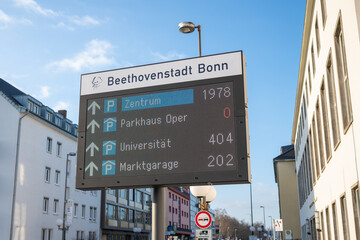 Beethovenstadt Bonn
↑ P Zentrum 1978
↑ P Parkhaus Oper 0
↑ P Universität 404
↑ P Marktgarage 202